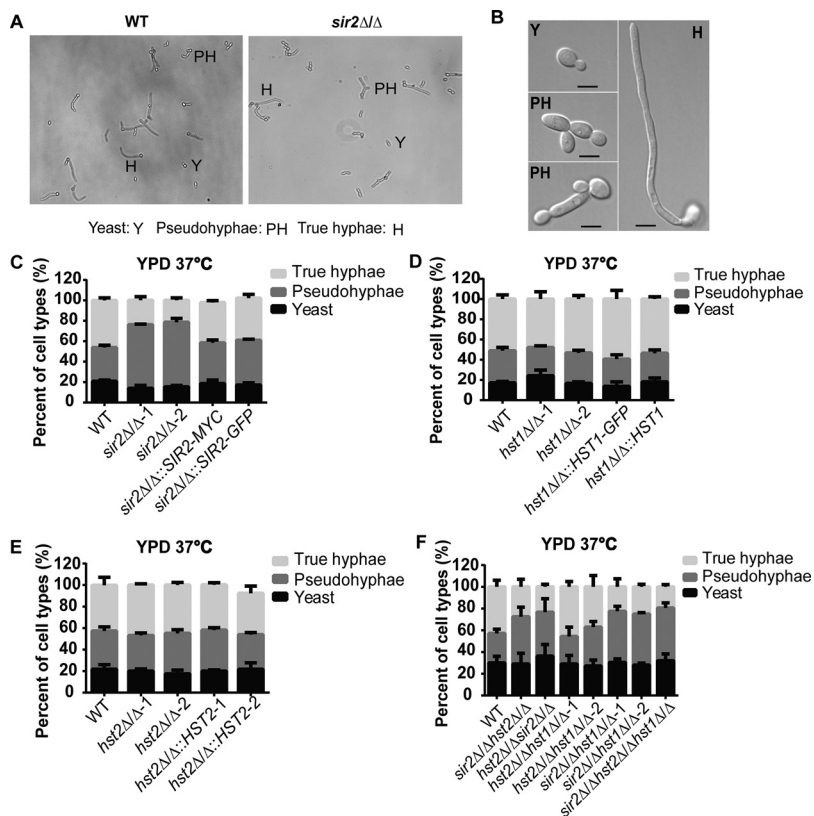 A
WT
sir2Δ/Δ
PH
H
Y
H
PH
Y
Yeast: Y Pseudohyphae: PH True hyphae: H
B
Y
H
PH
PH
C
YPD 37°C
Percent of cell types (%)
120
100
80
60
40
20
0
True hyphae
Pseudohyphae
Yeast
WT
sir2Δ/Δ-1
sir2Δ/Δ-2
sir2Δ/Δ::SIR2-MYC
sir2Δ/Δ::SIR2-GFP
D
YPD 37°C
Percent of cell types (%)
120
100
80
60
40
20
0
True hyphae
Pseudohyphae
Yeast
WT
hst1Δ/Δ-1
hst1Δ/Δ-2
hst1Δ/Δ::HST1-GFP
hst1Δ/Δ::HST1
E
YPD 37°C
Percent of cell types (%)
120
100
80
60
40
20
0
True hyphae
Pseudohyphae
Yeast
WT
hst2Δ/Δ-1
hst2Δ/Δ-2
hst2Δ/Δ::HST2-1
hst2Δ/Δ::HST2-2
F
YPD 37°C
Percent of cell types (%)
120
100
80
60
40
20
0
True hyphae
Pseudohyphae
Yeast
WT
sir2Δ/Δhst2Δ/Δ
hst2Δ/Δsir2Δ/Δ
hst2Δ/Δhst1Δ/Δ-1
hst2Δ/Δhst1Δ/Δ-2
sir2Δ/Δhst1Δ/Δ-1
sir2Δ/Δhst1Δ/Δ-2
sir2Δ/Δhst2Δ/Δhst1Δ/Δ